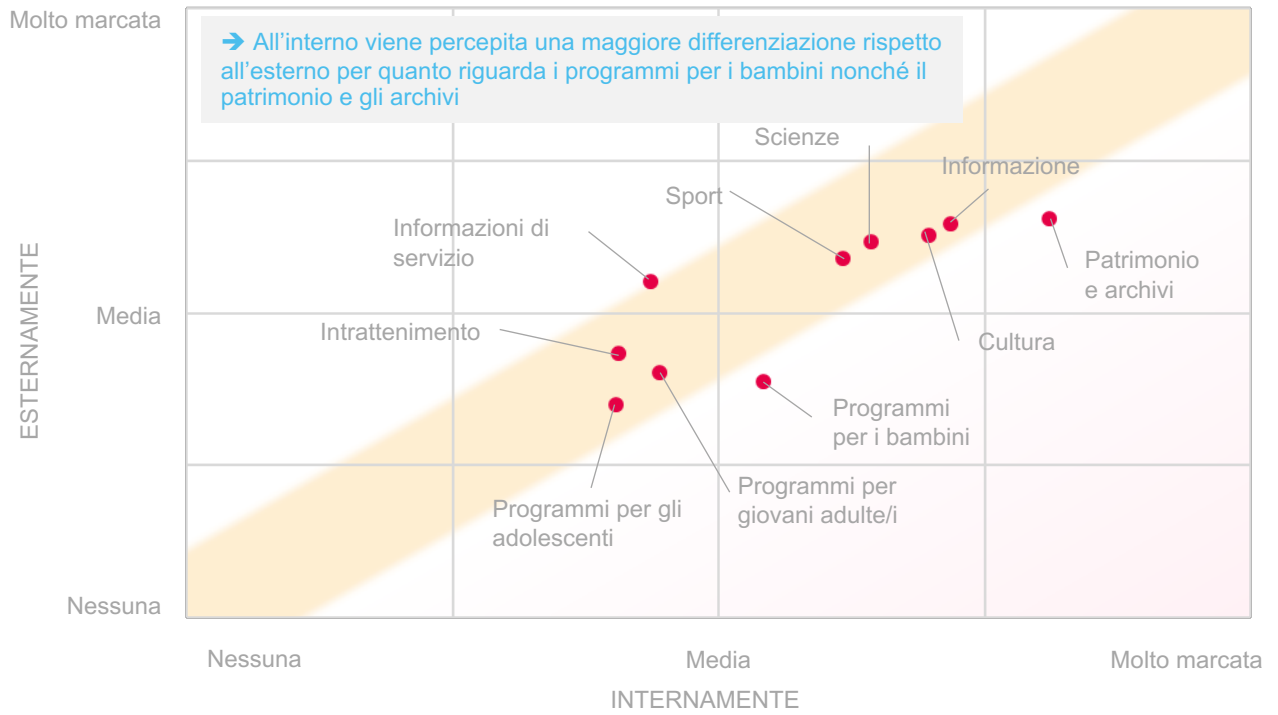 Molto marcata
➔ All’interno viene percepita una maggiore differenziazione rispetto
all’esterno per quanto riguarda i programmi per i bambini nonché il
patrimonio e gli archivi
Scienze
Informazione
Sport
Informazioni di
servizio
Patrimonio
e archivi
ESTERNAMENTE
Media
Intrattenimento
Cultura
Programmi
per i bambini
Programmi per
giovani adulte/i
Programmi per gli
adolescenti
Nessuna
Nessuna
Media
Molto marcata
INTERNAMENTE